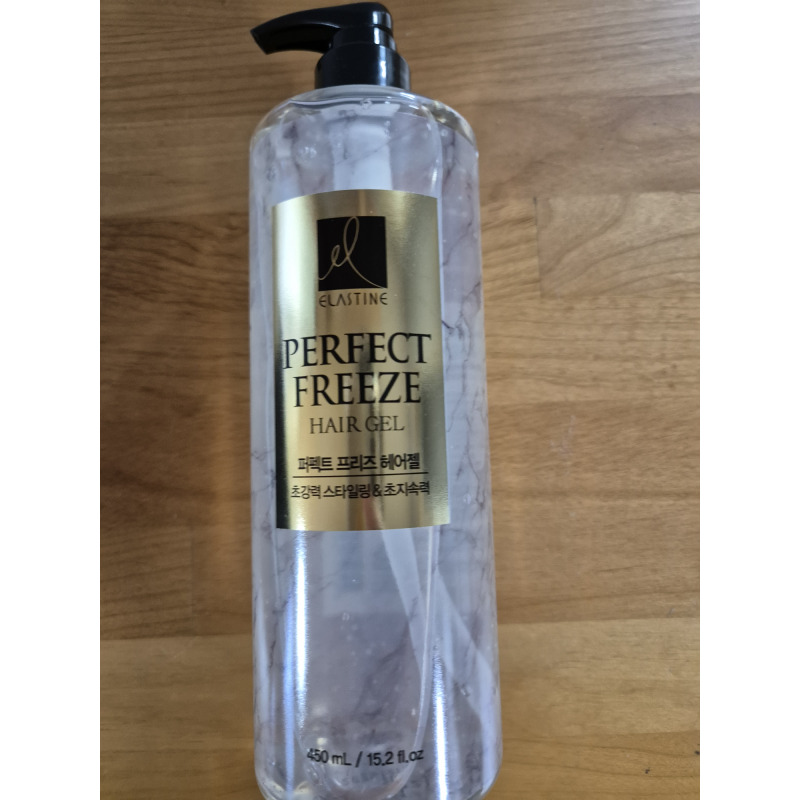 el
ELASTINE
PERFECT
FREEZE
HAIR GEL
퍼펙트 프리즈 헤어젤
초강력 스타일링 & 초지속력
450 mL / 15.2 fl.oz